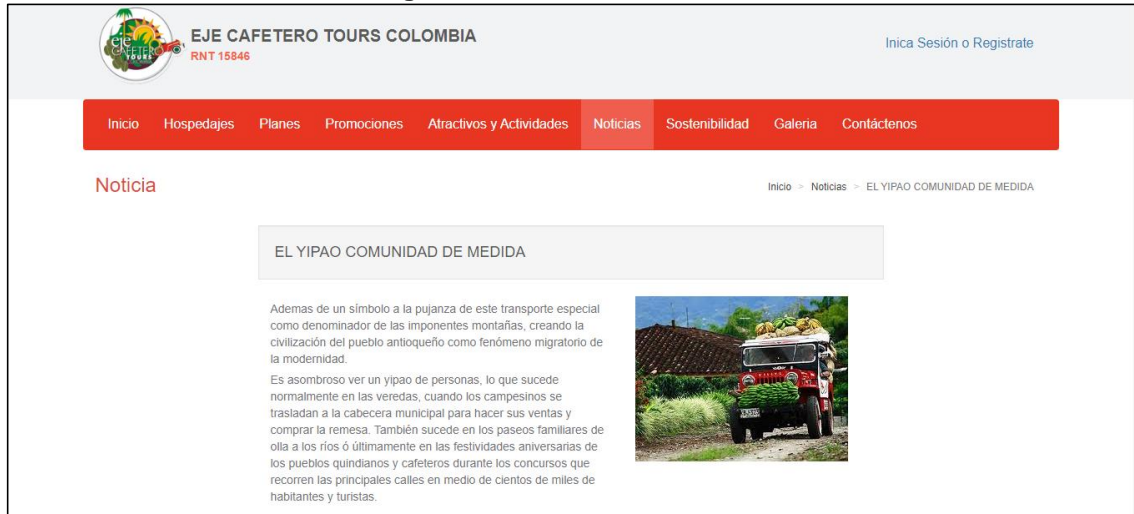 eje
CAFETERO
TOURS
EJE CAFETERO TOURS COLOMBIA
RNT 15846
Inica Sesión o Registrate
Inicio Hospedajes Planes Promociones Atractivos y Actividades Noticias Sostenibilidad Galeria Contáctenos
Noticia
Inicio > Noticias > EL YIPAO COMUNIDAD DE MEDIDA
EL YIPAO COMUNIDAD DE MEDIDA
Ademas de un símbolo a la pujanza de este transporte especial
como denominador de las imponentes montañas, creando la
civilización del pueblo antioqueño como fenómeno migratorio de
la modernidad.
Es asombroso ver un yipao de personas, lo que sucede
normalmente en las veredas, cuando los campesinos se
trasladan a la cabecera municipal para hacer sus ventas y
comprar la remesa. También sucede en los paseos familiares de
olla a los ríos ó últimamente en las festividades aniversarias de
los pueblos quindianos y cafeteros durante los concursos que
recorren las principales calles en medio de cientos de miles de
habitantes y turistas.